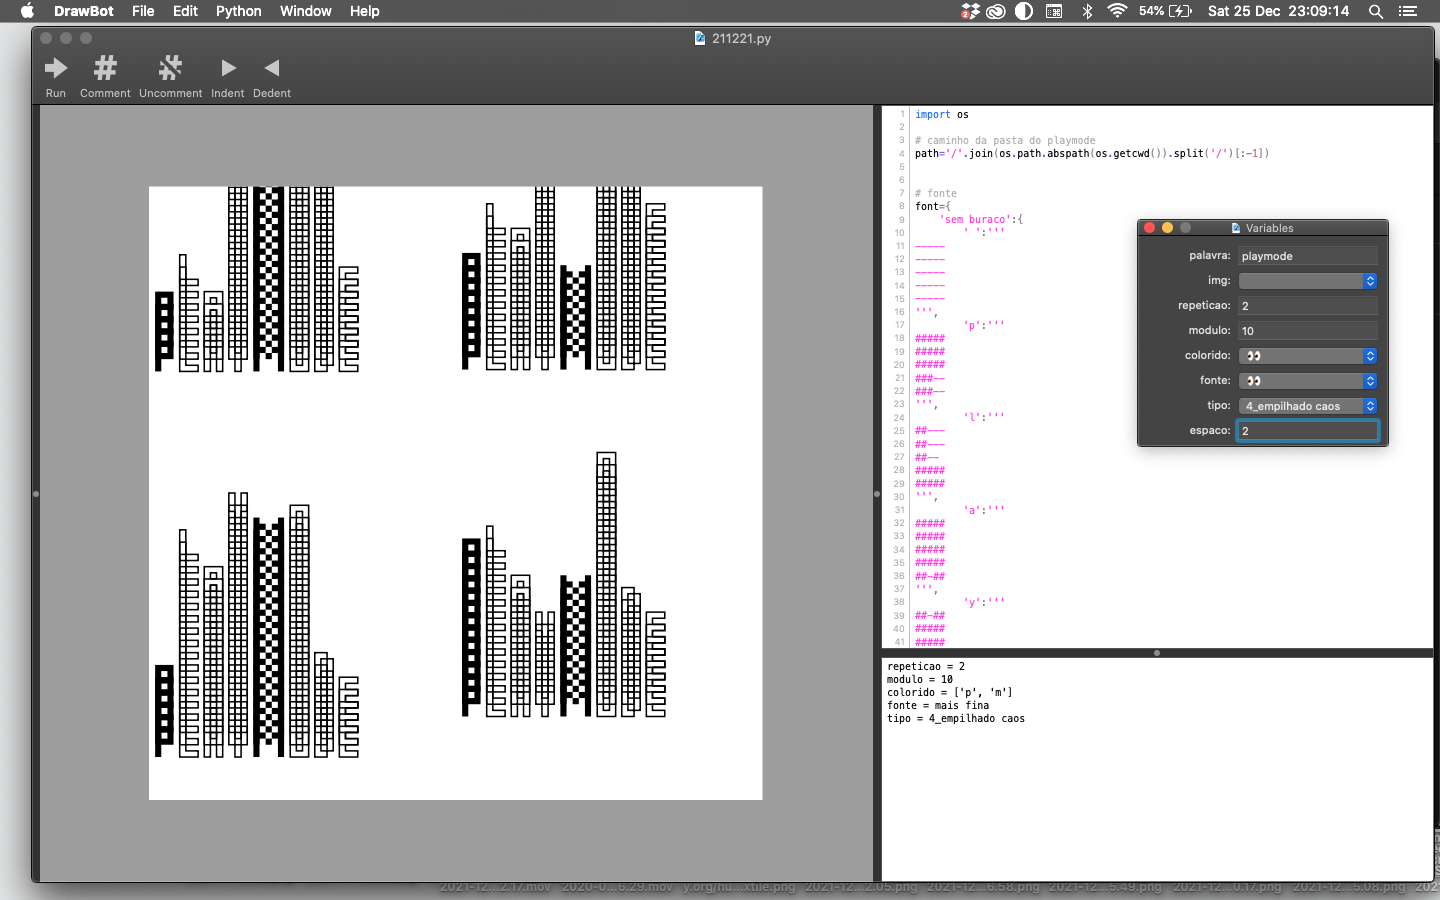 DrawBot File Edit Python Window Help 54% Sat 25 Dec 23:09:14
211221.py
Run Comment Uncomment Indent Dedent
1 import os
2
3 # caminho da pasta do playmode
4 path='/'.join(os.path.abspath(os.getcwd()).split('/')[:-1])
5
6
7 # fonte
8 font={
9 'sem buraco':{
10 ' ':'''
11 -----
12 -----
13 -----
14 -----
15 -----
16 ''',
17 'p':'''
18 #####
19 #####
20 #####
21 ###--
22 ###--
23 ''',
24 'l':'''
25 ##---
26 ##---
27 ##--
28 #####
29 #####
30 ''',
31 'a':'''
32 #####
33 #####
34 #####
35 #####
36 ##-##
37 ''',
38 'y':'''
39 ##-##
40 #####
41 #####
Variables
palavra: playmode
img:
repeticao: 2
modulo: 10
colorido: 👀
fonte: 👀
tipo: 4_empilhado caos
espaco: 2
PLAYMODE
PLAYMODE
PLAYMODE
PLAYMODE
repeticao = 2
modulo = 10
colorido = ['p', 'm']
fonte = mais fina
tipo = 4_empilhado caos
2021-12...2.17.mov 2020-0...6.29.mov y.org/hu...xtile.png 2021-12...2.05.png 2021-12...6.58.png 2021-12...5.49.png 2021-12...0.17.png 2021-12...5.08.png 2021